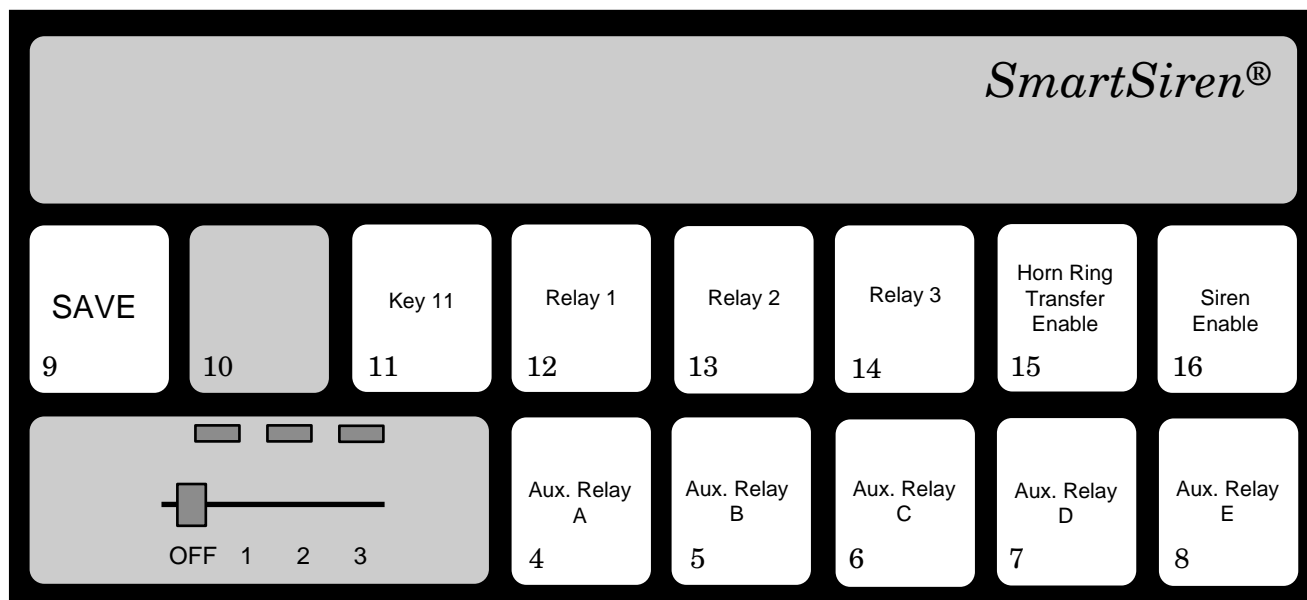 SmartSiren®
SAVE
9
10
Key 11
11
Relay 1
12
Relay 2
13
Relay 3
14
Horn Ring
Transfer
Enable
15
Siren
Enable
16
OFF 1 2 3
Aux. Relay
A
4
Aux. Relay
B
5
Aux. Relay
C
6
Aux. Relay
D
7
Aux. Relay
E
8